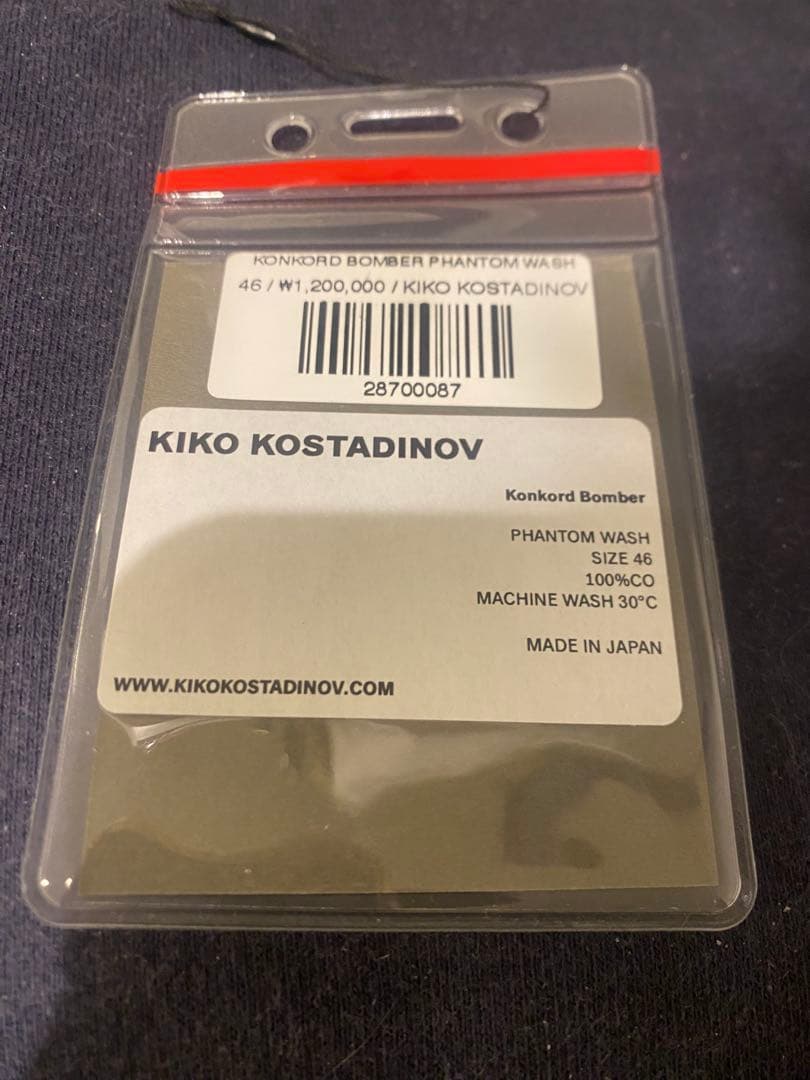 KONKORD BOMBER PHANTOM WASH
46 / ₩1,200,000 / KIKO KOSTADINOV
28700087
KIKO KOSTADINOV
Konkord Bomber
PHANTOM WASH
SIZE 46
100%CO
MACHINE WASH 30°C
MADE IN JAPAN
WWW.KIKOKOSTADINOV.COM